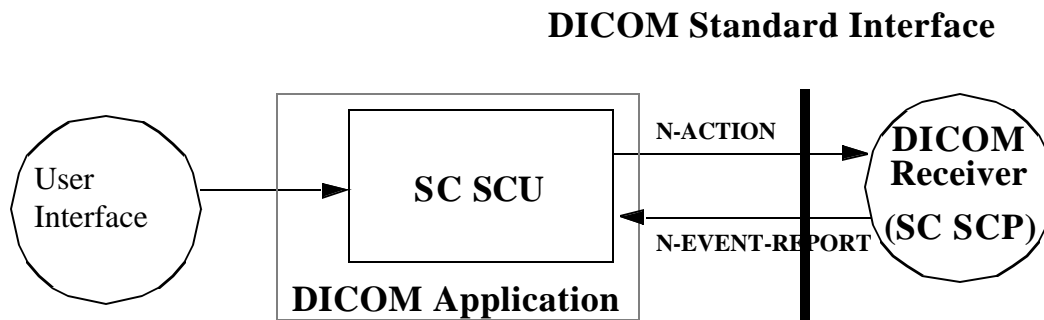 DICOM Standard Interface
User
Interface
SC SCU
DICOM Application
N-ACTION
N-EVENT-REPORT
DICOM
Receiver
(SC SCP)